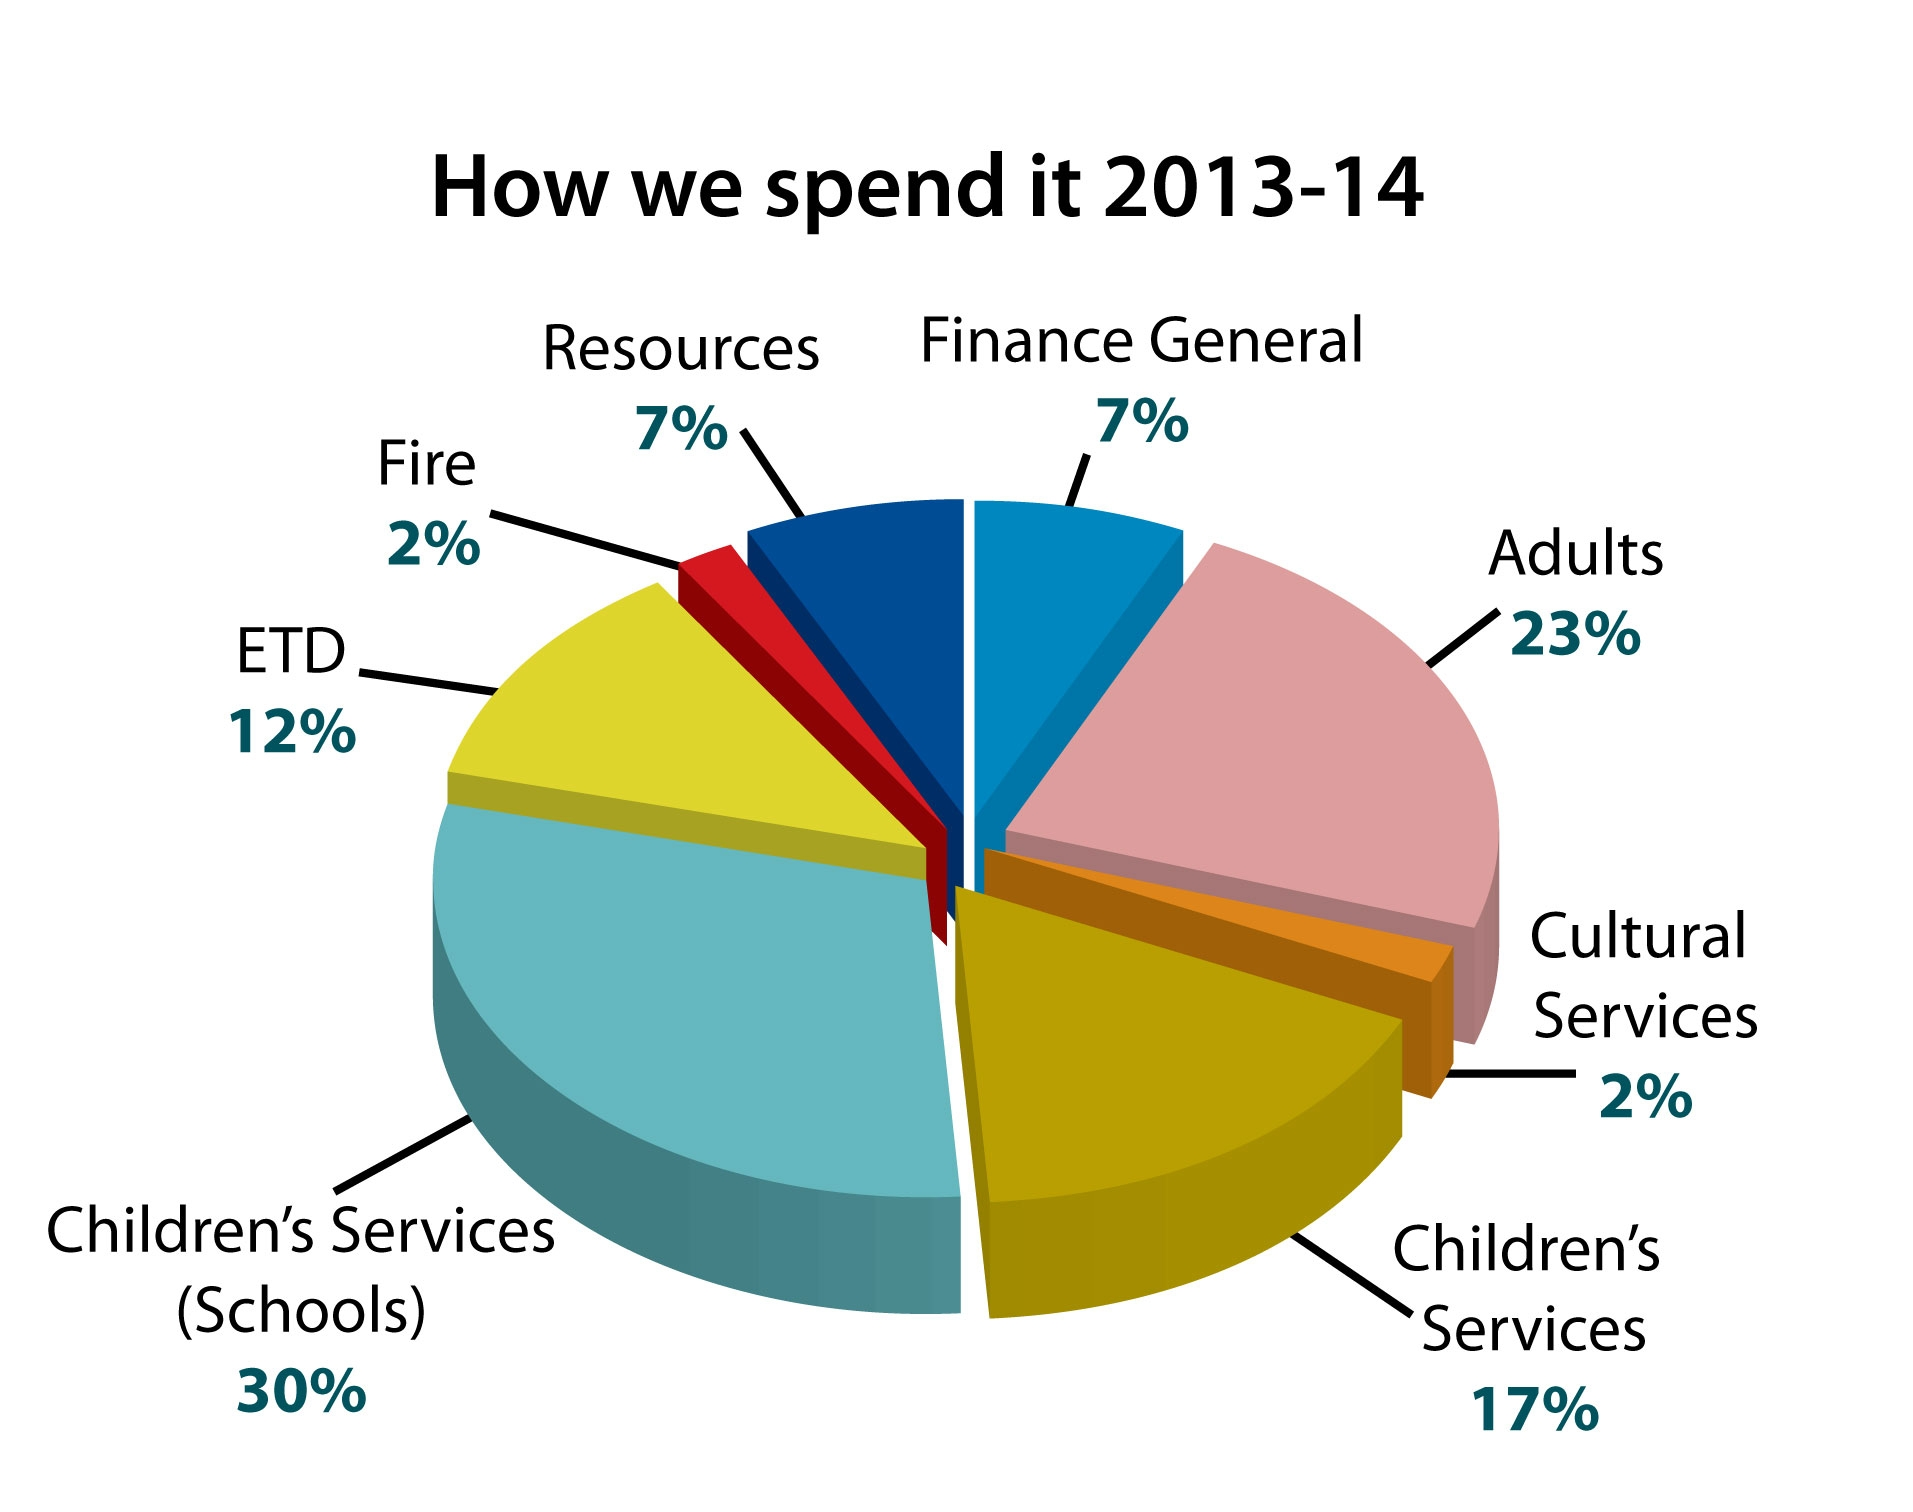 How we spend it 2013-14
Resources
7%
Finance General
7%
Fire
2%
Adults
23%
ETD
12%
Cultural
Services
2%
Children’s Services
(Schools)
30%
Children’s
Services
17%